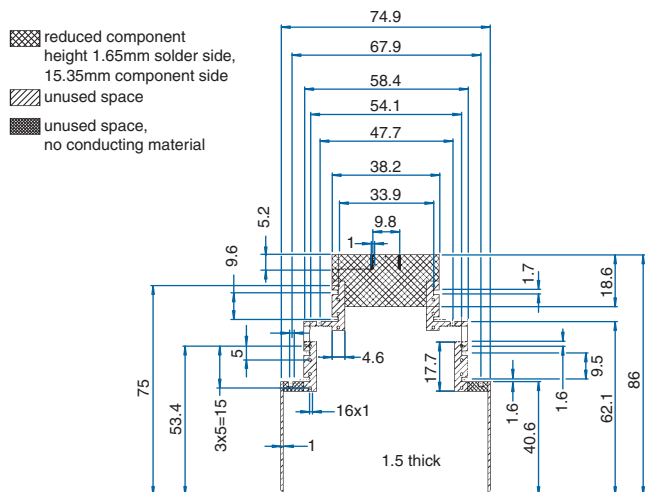 74.9
reduced component
height 1.65mm solder side,
15.35mm component side
67.9
58.4
unused space
54.1
unused space,
no conducting material
47.7
38.2
33.9
9.8
5.2
1
9.6
1.7
18.6
5
4.6
17.7
9.5
75
53.4
3x5=15
16x1
1.6
1.6
40.6
62.1
86
1
1.5 thick